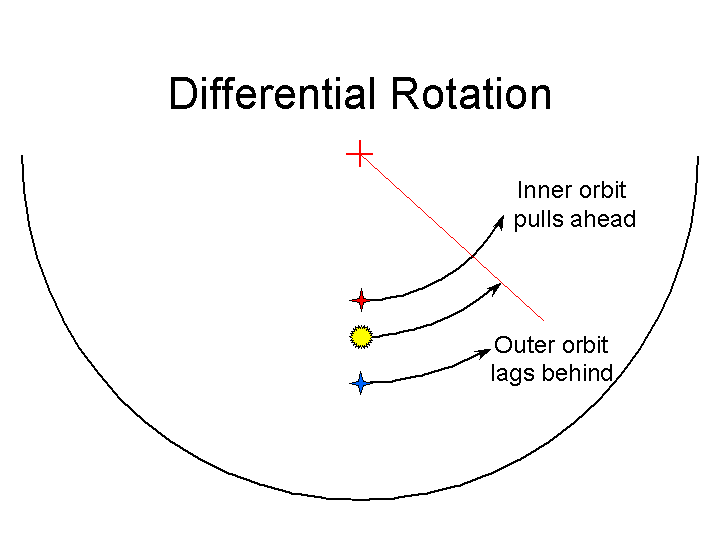 Differential Rotation
Inner orbit
pulls ahead
Outer orbit
lags behind